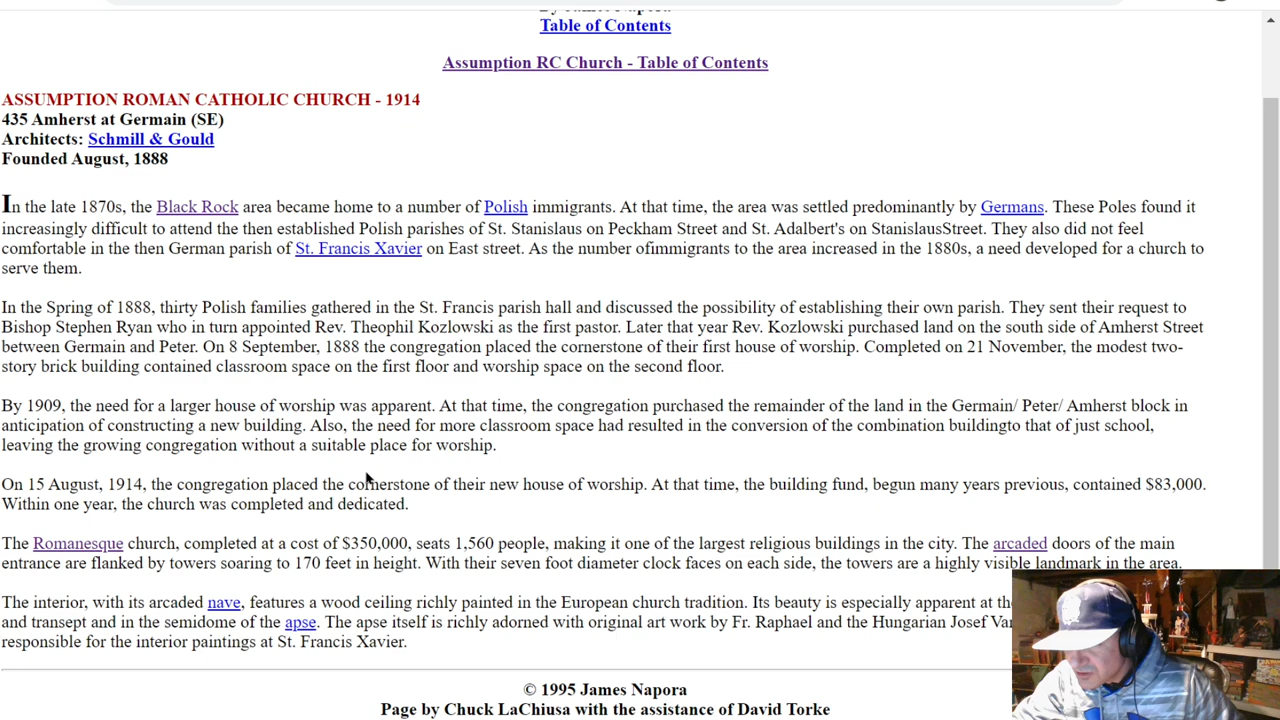 Table of Contents
Assumption RC Church - Table of Contents
ASSUMPTION ROMAN CATHOLIC CHURCH - 1914
435 Amherst at Germain (SE)
Architects: Schmill & Gould
Founded August, 1888
In the late 1870s, the Black Rock area became home to a number of Polish immigrants. At that time, the area was settled predominantly by Germans. These Poles found it
increasingly difficult to attend the then established Polish parishes of St. Stanislaus on Peckham Street and St. Adalbert's on StanislausStreet. They also did not feel
comfortable in the then German parish of St. Francis Xavier on East street. As the number ofimmigrants to the area increased in the 1880s, a need developed for a church to
serve them.
In the Spring of 1888, thirty Polish families gathered in the St. Francis parish hall and discussed the possibility of establishing their own parish. They sent their request to
Bishop Stephen Ryan who in turn appointed Rev. Theophil Kozlowski as the first pastor. Later that year Rev. Kozlowski purchased land on the south side of Amherst Street
between Germain and Peter. On 8 September, 1888 the congregation placed the cornerstone of their first house of worship. Completed on 21 November, the modest two-
story brick building contained classroom space on the first floor and worship space on the second floor.
By 1909, the need for a larger house of worship was apparent. At that time, the congregation purchased the remainder of the land in the Germain/ Peter/ Amherst block in
anticipation of constructing a new building. Also, the need for more classroom space had resulted in the conversion of the combination buildingto that of just school,
leaving the growing congregation without a suitable place for worship.
On 15 August, 1914, the congregation placed the cornerstone of their new house of worship. At that time, the building fund, begun many years previous, contained $83,000.
Within one year, the church was completed and dedicated.
The Romanesque church, completed at a cost of $350,000, seats 1,560 people, making it one of the largest religious buildings in the city. The arcaded doors of the main
entrance are flanked by towers soaring to 170 feet in height. With their seven foot diameter clock faces on each side, the towers are a highly visible landmark in the area.
The interior, with its arcaded nave, features a wood ceiling richly painted in the European church tradition. Its beauty is especially apparent at
and transept and in the semidome of the apse. The apse itself is richly adorned with original art work by Fr. Raphael and the Hungarian Josef
responsible for the interior paintings at St. Francis Xavier.
© 1995 James Napora
Page by Chuck LaChiusa with the assistance of David Torke